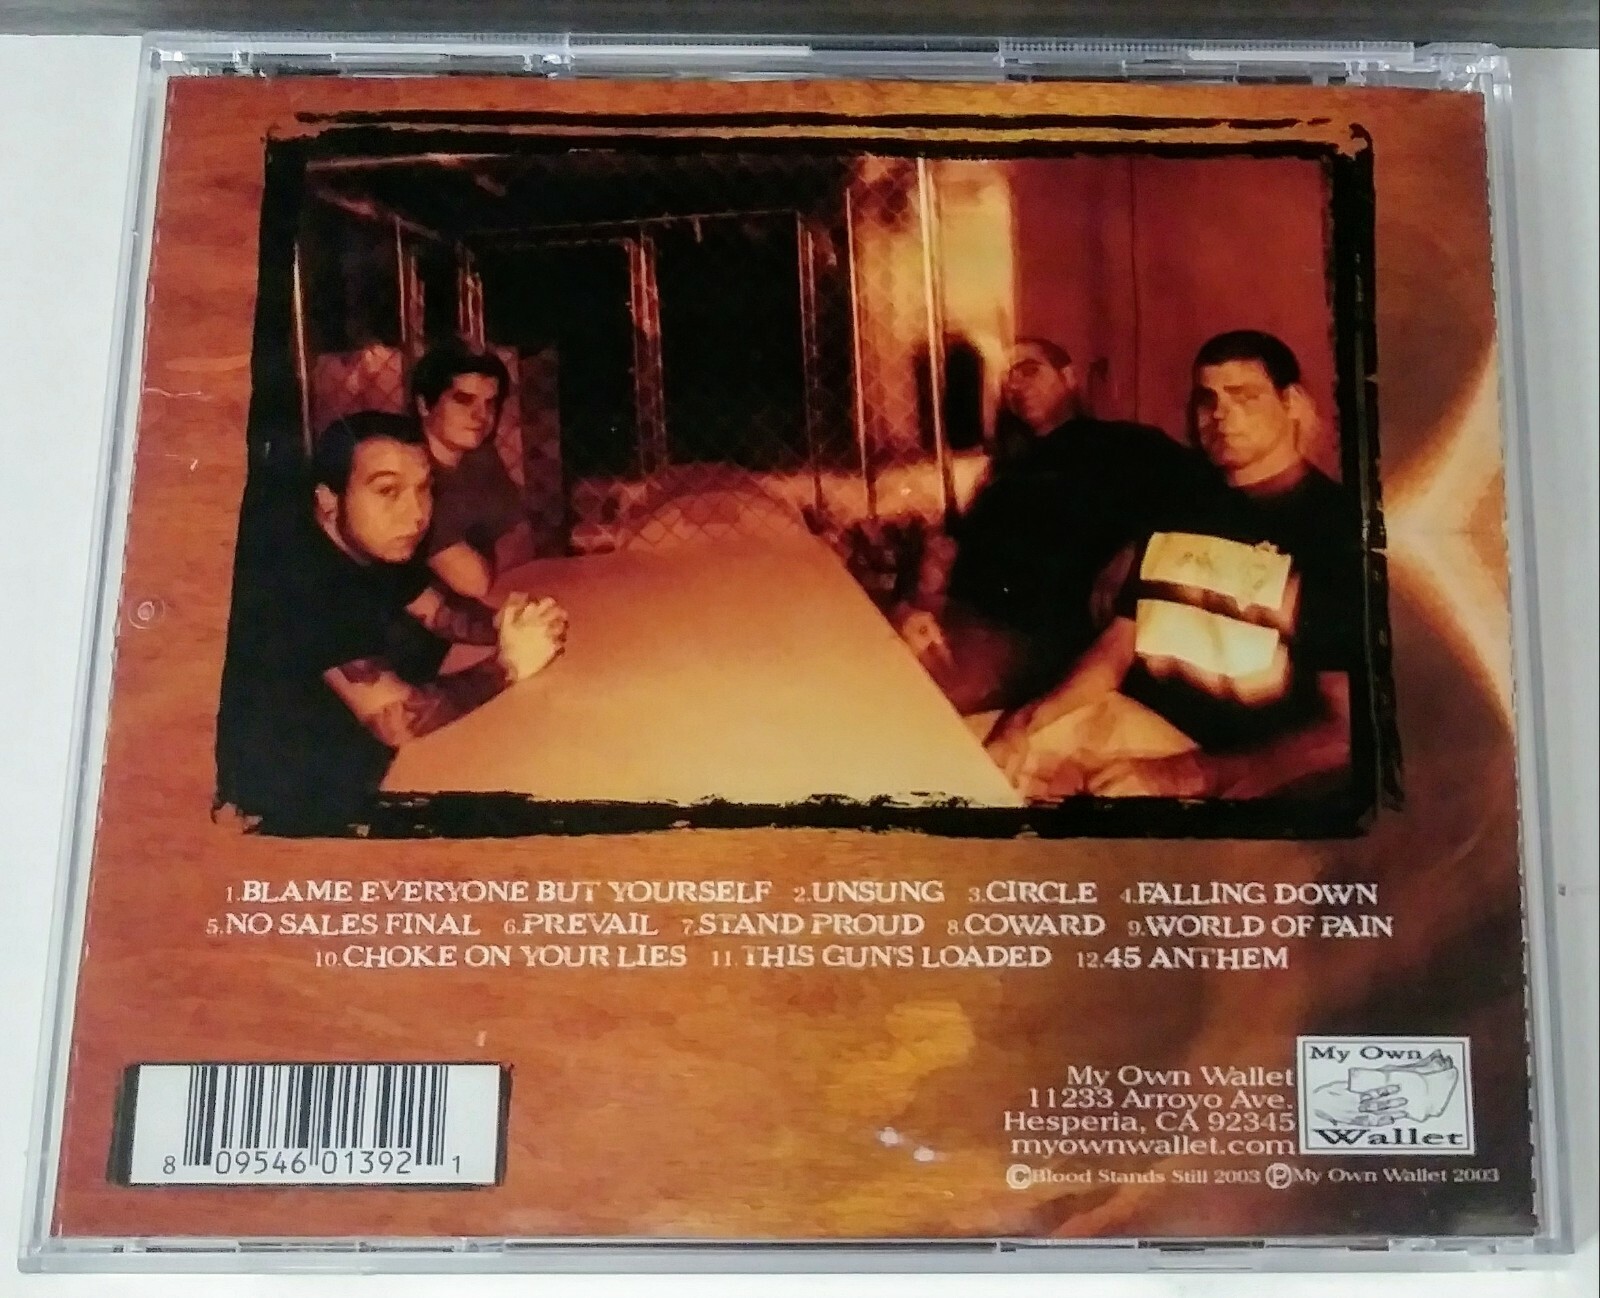 1.BLAME EVERYONE BUT YOURSELF 2.UNSUNG 3.CIRCLE 4.FALLING DOWN
5.NO SALES FINAL 6.PREVAIL 7.STAND PROUD 8.COWARD 9.WORLD OF PAIN
10.CHOKE ON YOUR LIES 11.THIS GUN'S LOADED 12.45 ANTHEM
8 09546 01392 1
My Own Wallet
11233 Arroyo Ave.
Hesperia, CA 92345
myownwallet.com
My Own
Wallet
©Blood Stands Still 2003 ℗My Own Wallet 2003